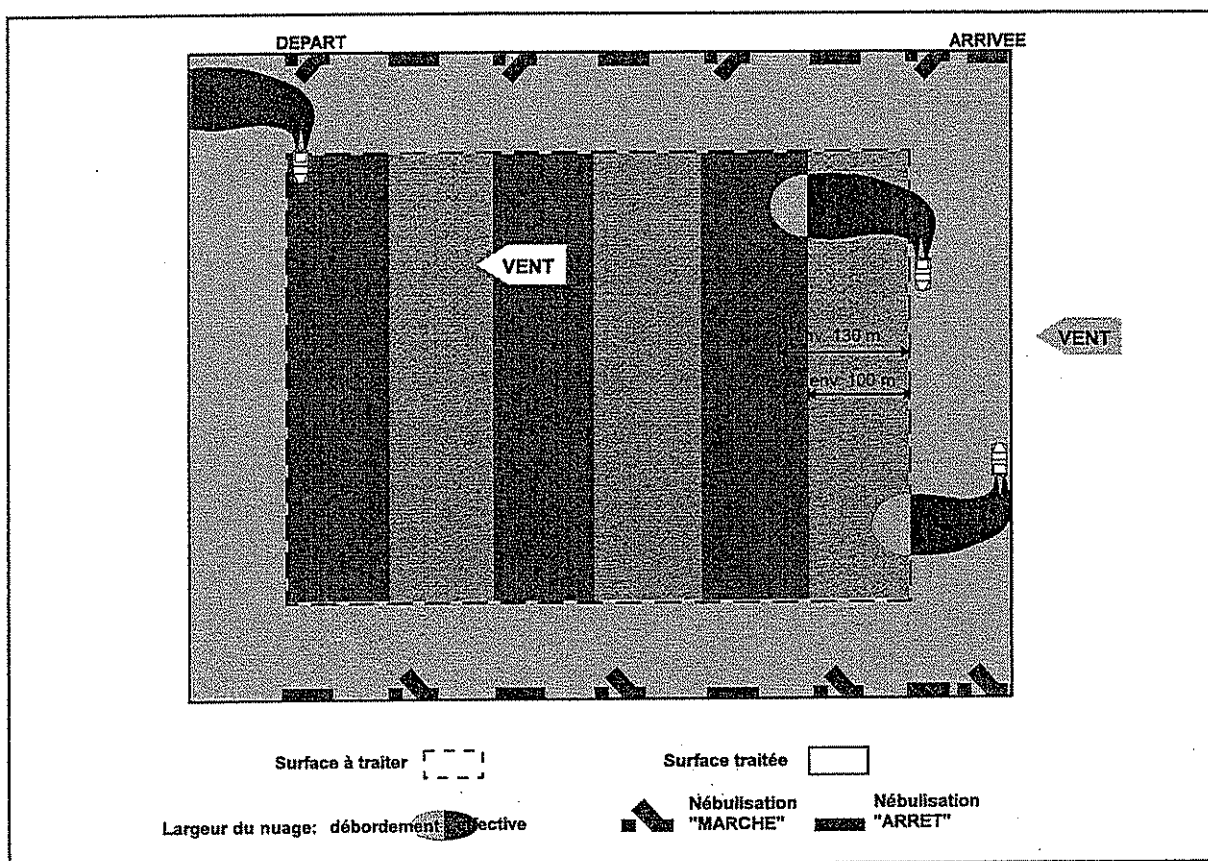 DEPART
ARRIVEE
VENT
VENT
130 m
env. 100 m
Surface à traiter
Surface traitée
Largeur du nuage: débordement
Nébulisation
"MARCHE"
Nébulisation
"ARRET"